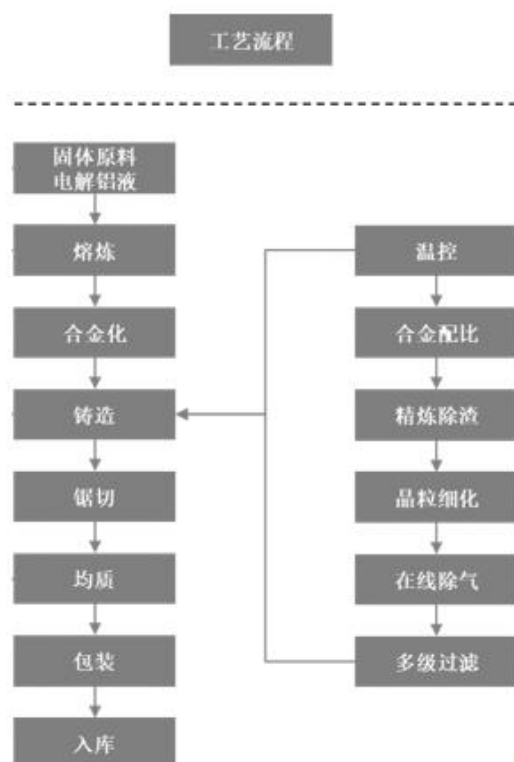 工艺流程
固体原料
电解铝液
熔炼
合金化
铸造
锯切
均质
包装
入库
温控
合金配比
精炼除渣
晶粒细化
在线除气
多级过滤